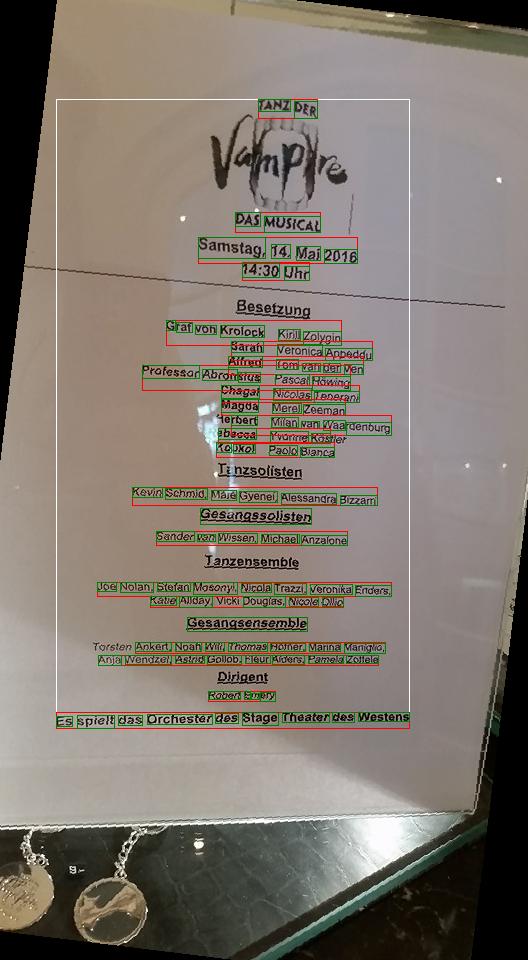 TANZ DER
Vampire
DAS MUSICAL
Samstag, 14. Mai 2016
14:30 Uhr
Besetzung
Graf von Krolock Kirill Zolygin
Sarah Veronica Appeddu
Alfred Tom van der Ven
Professor Abronsius Pascal Höwing
Chagal Nicolas Tenerani
Magda Merel Zeeman
Herbert Milan van Waardenburg
Rebecca Yvonne Köstler
Koukol Paolo Bianca
Tanzsolisten
Kevin Schmid, Máté Gyenei, Alessandra Bizzarri
Gesangssolisten
Sander van Wissen, Michael Anzalone
Tanzensemble
Joe Nolan, Stefan Mosonyi, Nicola Trazzi, Veronika Enders,
Katie Allday, Vicki Douglas, Nicole Ollio
Gesangsensemble
Torsten Ankert, Noah Will, Thomas Höfner, Marina Maniglio,
Anja Wendzel, Astrid Gollob, Fleur Alders, Pamela Zottele
Dirigent
Robert Emery
Es spielt das Orchester des Stage Theater des Westens